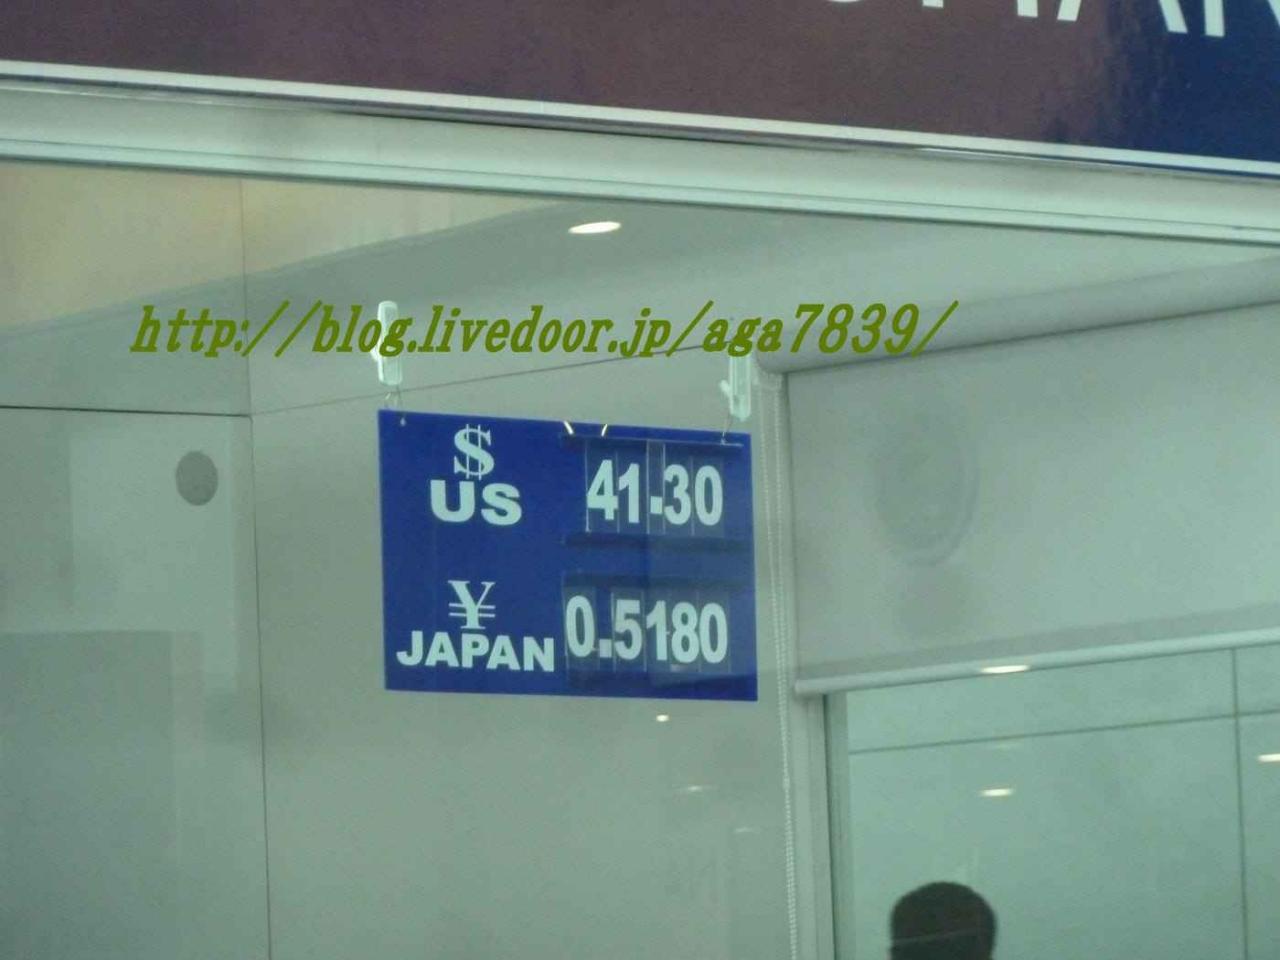 http://blog.livedoor.jp/aga7839/
$
US 41.30
¥
JAPAN 0.5180